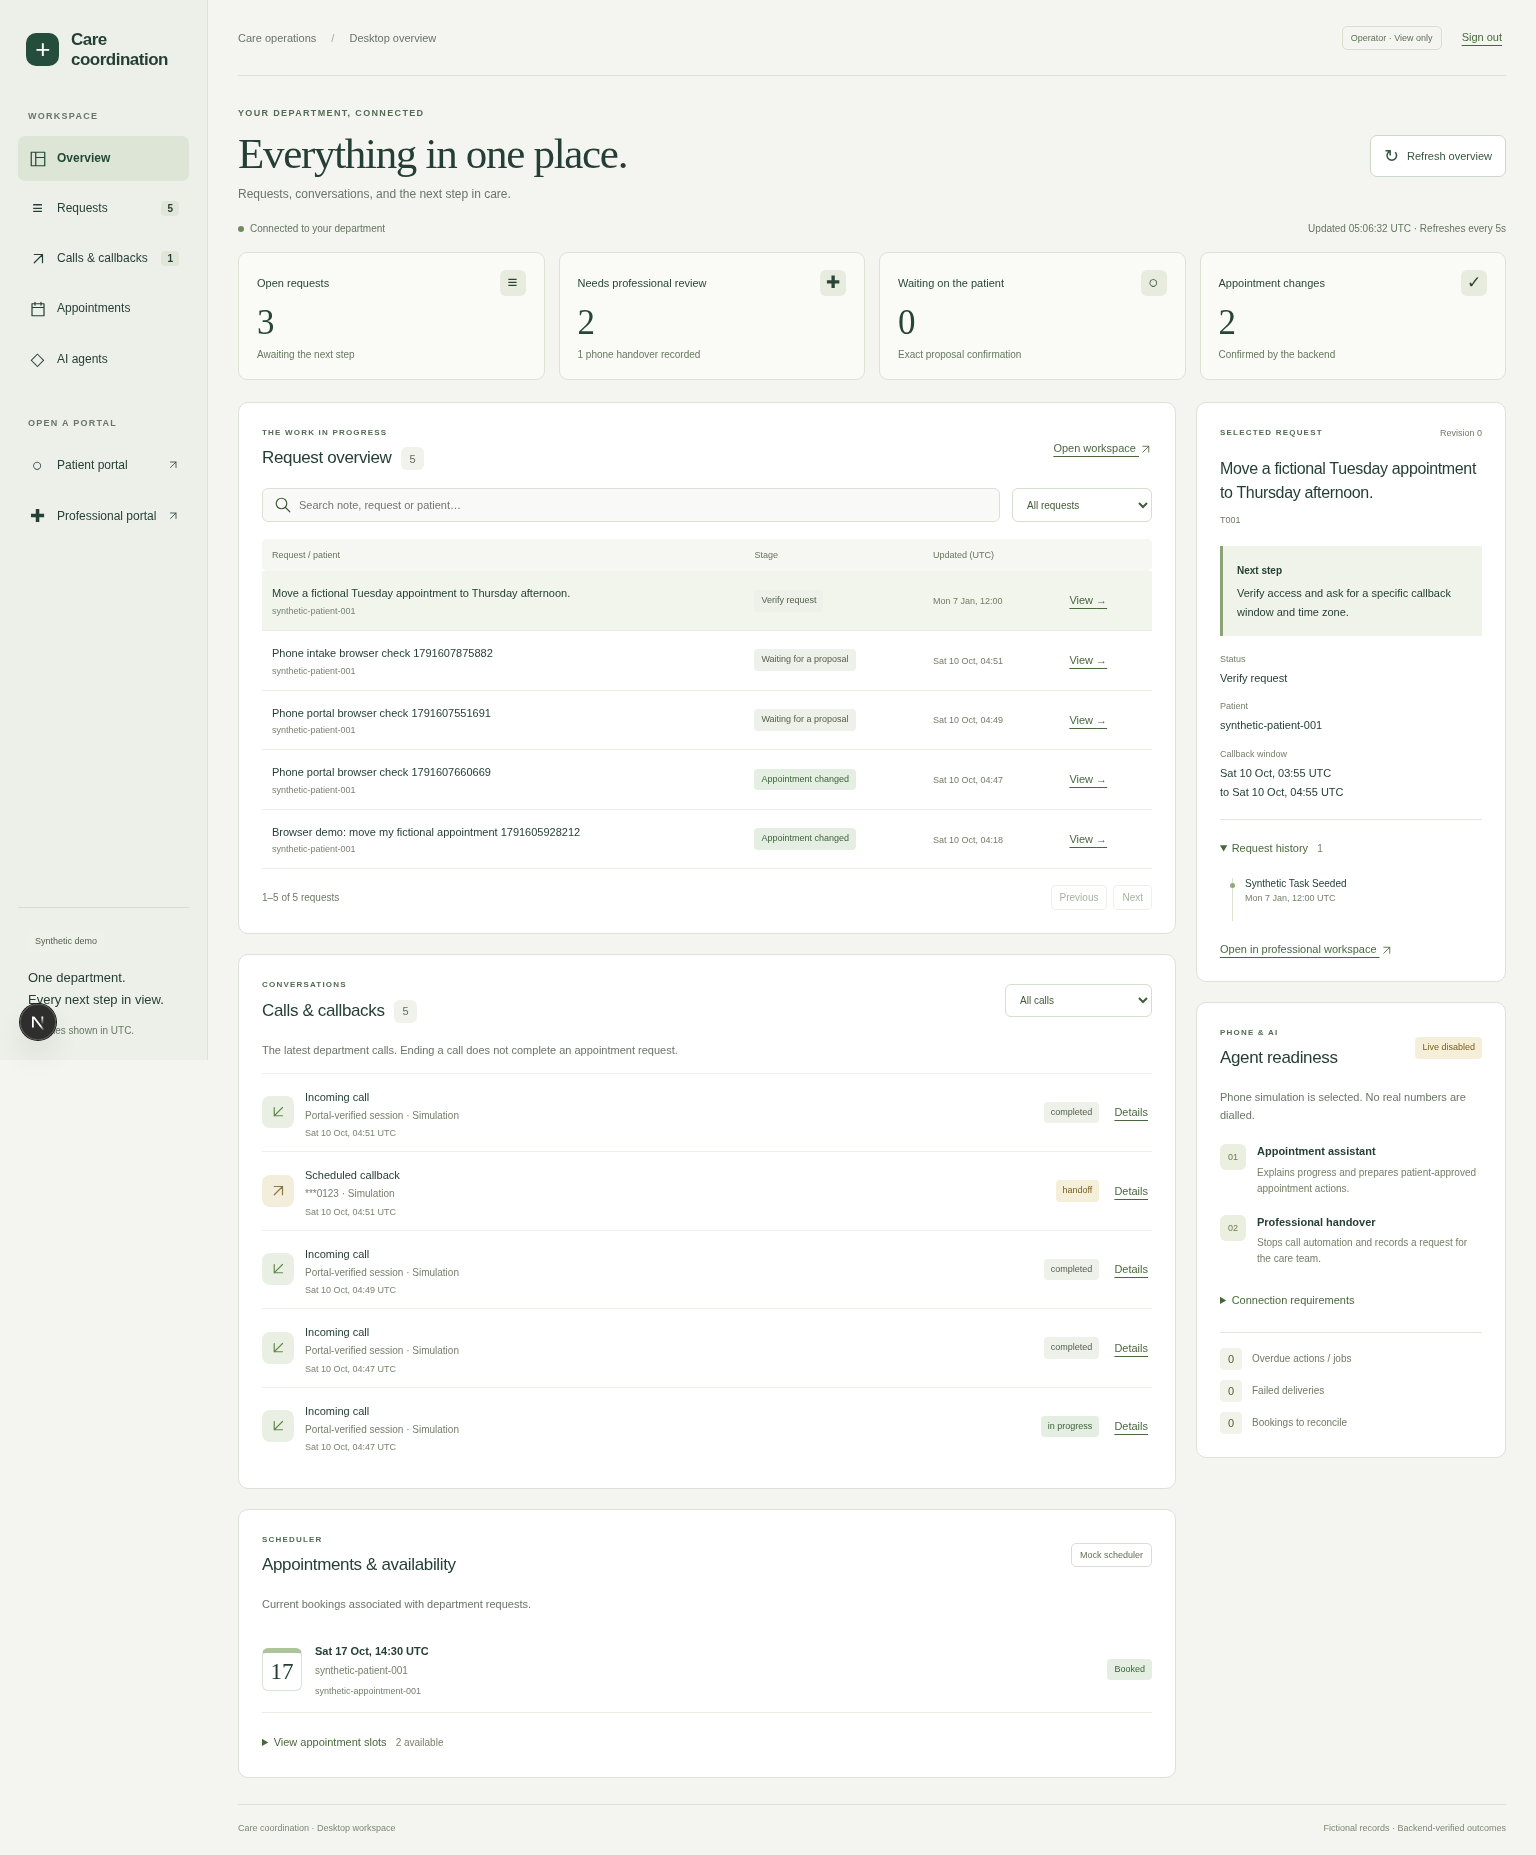 Care
coordination
WORKSPACE
Overview
Requests 5
Calls & callbacks 1
Appointments
AI agents
OPEN A PORTAL
Patient portal
Professional portal
Synthetic demo
One department.
Every next step in view.
es shown in UTC.
Care operations / Desktop overview
Operator · View only
Sign out
YOUR DEPARTMENT, CONNECTED
Everything in one place.
Requests, conversations, and the next step in care.
Refresh overview
Connected to your department
Updated 05:06:32 UTC · Refreshes every 5s
Open requests
3
Awaiting the next step
Needs professional review
2
1 phone handover recorded
Waiting on the patient
0
Exact proposal confirmation
Appointment changes
2
Confirmed by the backend
THE WORK IN PROGRESS
Request overview 5
Open workspace
Search note, request or patient…
All requests
Request / patient Stage Updated (UTC)
Move a fictional Tuesday appointment to Thursday afternoon.
synthetic-patient-001
Verify request
Mon 7 Jan, 12:00
View →
Phone intake browser check 1791607875882
synthetic-patient-001
Waiting for a proposal
Sat 10 Oct, 04:51
View →
Phone portal browser check 1791607551691
synthetic-patient-001
Waiting for a proposal
Sat 10 Oct, 04:49
View →
Phone portal browser check 1791607660669
synthetic-patient-001
Appointment changed
Sat 10 Oct, 04:47
View →
Browser demo: move my fictional appointment 1791605928212
synthetic-patient-001
Appointment changed
Sat 10 Oct, 04:18
View →
1–5 of 5 requests
Previous
Next
SELECTED REQUEST
Revision 0
Move a fictional Tuesday appointment
to Thursday afternoon.
T001
Next step
Verify access and ask for a specific callback
window and time zone.
Status
Verify request
Patient
synthetic-patient-001
Callback window
Sat 10 Oct, 03:55 UTC
to Sat 10 Oct, 04:55 UTC
Request history 1
Synthetic Task Seeded
Mon 7 Jan, 12:00 UTC
Open in professional workspace
CONVERSATIONS
Calls & callbacks 5
All calls
The latest department calls. Ending a call does not complete an appointment request.
Incoming call
Portal-verified session · Simulation
Sat 10 Oct, 04:51 UTC
completed
Details
Scheduled callback
***0123 · Simulation
Sat 10 Oct, 04:51 UTC
handoff
Details
Incoming call
Portal-verified session · Simulation
Sat 10 Oct, 04:49 UTC
completed
Details
Incoming call
Portal-verified session · Simulation
Sat 10 Oct, 04:47 UTC
completed
Details
Incoming call
Portal-verified session · Simulation
Sat 10 Oct, 04:47 UTC
in progress
Details
PHONE & AI
Agent readiness
Live disabled
Phone simulation is selected. No real numbers are
dialled.
01
Appointment assistant
Explains progress and prepares patient-approved
appointment actions.
02
Professional handover
Stops call automation and records a request for
the care team.
Connection requirements
0 Overdue actions / jobs
0 Failed deliveries
0 Bookings to reconcile
SCHEDULER
Appointments & availability
Mock scheduler
Current bookings associated with department requests.
17
Sat 17 Oct, 14:30 UTC
synthetic-patient-001
synthetic-appointment-001
Booked
View appointment slots 2 available
Care coordination · Desktop workspace
Fictional records · Backend-verified outcomes